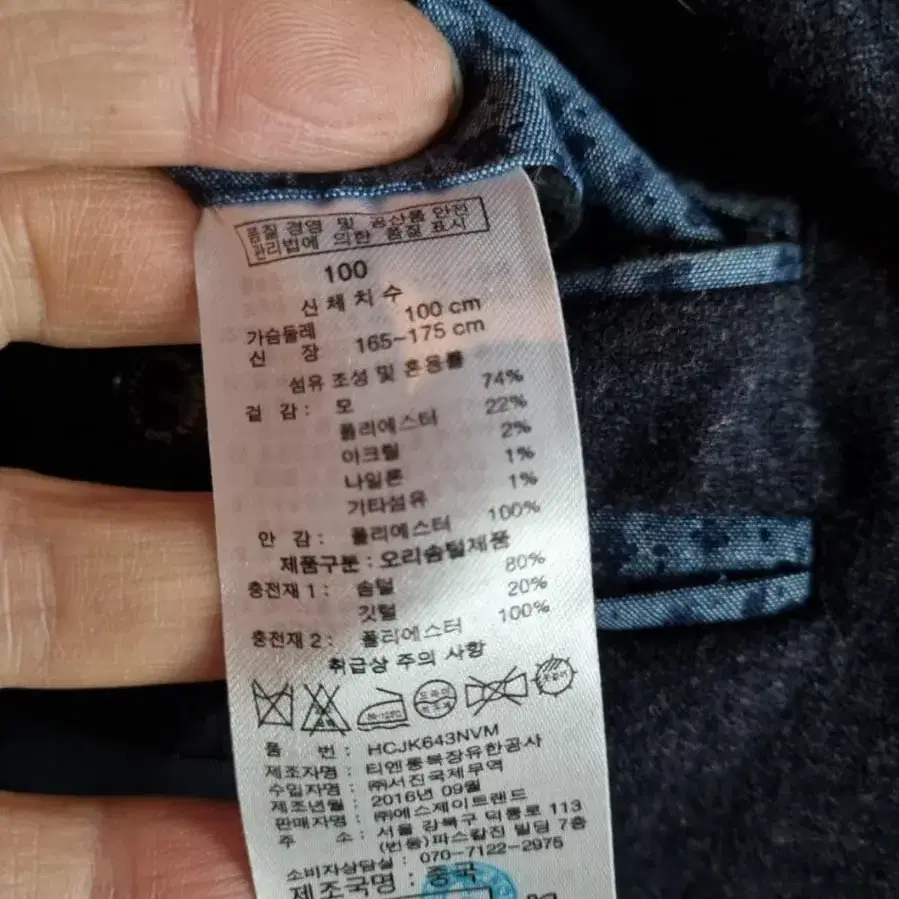 품질 경영 및 공산품 안전
관리법에 의한 품질 표시
100
신 체 치 수
가슴둘레 100 cm
신 장 165~175 cm
섬유 조성 및 혼용률
겉 감 : 모 74%
폴리에스터 22%
아크릴 2%
나일론 1%
기타섬유 1%
안 감 : 폴리에스터 100%
제품구분 : 오리솜털제품
충전재 1 : 솜털 80%
깃털 20%
충전재 2 : 폴리에스터 100%
취급상 주의 사항
드라이
품 번 : HCJK643NVM
제조자명 : 티엔통복장유한공사
수입자명 : ㈜서진국제무역
제조년월 : 2016년 09월
판매자명 : ㈜에스제이트랜드
주 소 : 서울 강북구 덕릉로 113
(번동)파스칼진 빌딩 7층
소비자상담실 : 070-7122-2975
제조국명 : 중국